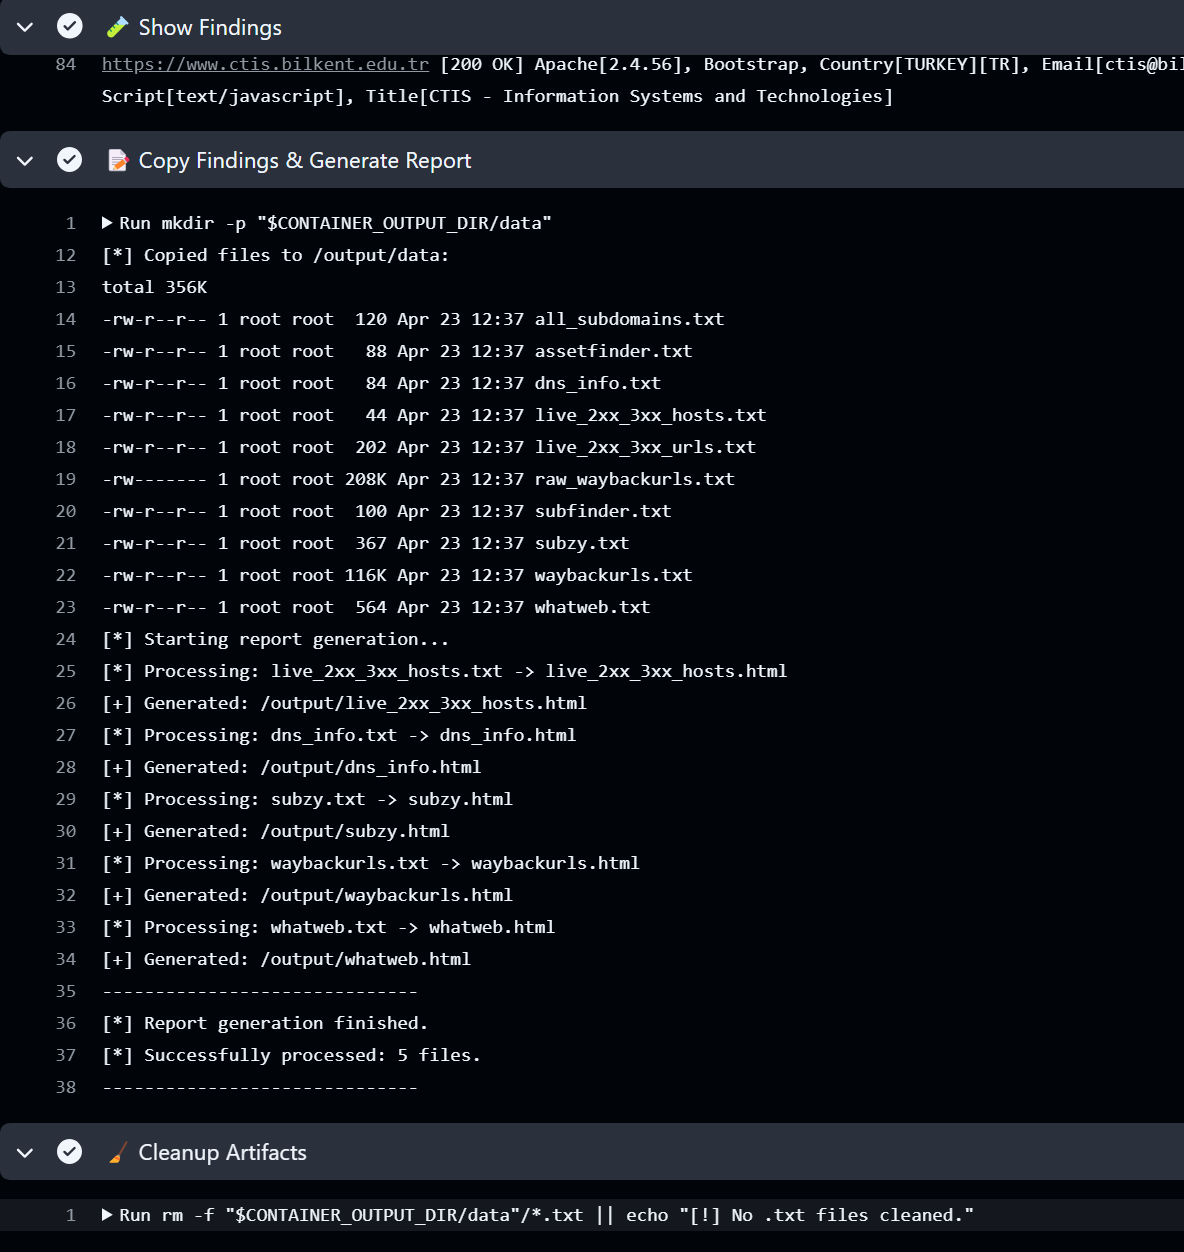 Show Findings
84 https://www.ctis.bilkent.edu.tr [200 OK] Apache[2.4.56], Bootstrap, Country[TURKEY][TR], Email[ctis@bil
Script[text/javascript], Title[CTIS - Information Systems and Technologies]
Copy Findings & Generate Report
1 Run mkdir -p "$CONTAINER_OUTPUT_DIR/data"
12 [*] Copied files to /output/data:
13 total 356K
14 -rw-r--r-- 1 root root  120 Apr 23 12:37 all_subdomains.txt
15 -rw-r--r-- 1 root root   88 Apr 23 12:37 assetfinder.txt
16 -rw-r--r-- 1 root root   84 Apr 23 12:37 dns_info.txt
17 -rw-r--r-- 1 root root   44 Apr 23 12:37 live_2xx_3xx_hosts.txt
18 -rw-r--r-- 1 root root  202 Apr 23 12:37 live_2xx_3xx_urls.txt
19 -rw------- 1 root root 208K Apr 23 12:37 raw_waybackurls.txt
20 -rw-r--r-- 1 root root  100 Apr 23 12:37 subfinder.txt
21 -rw-r--r-- 1 root root  367 Apr 23 12:37 subzy.txt
22 -rw-r--r-- 1 root root 116K Apr 23 12:37 waybackurls.txt
23 -rw-r--r-- 1 root root  564 Apr 23 12:37 whatweb.txt
24 [*] Starting report generation...
25 [*] Processing: live_2xx_3xx_hosts.txt -> live_2xx_3xx_hosts.html
26 [+] Generated: /output/live_2xx_3xx_hosts.html
27 [*] Processing: dns_info.txt -> dns_info.html
28 [+] Generated: /output/dns_info.html
29 [*] Processing: subzy.txt -> subzy.html
30 [+] Generated: /output/subzy.html
31 [*] Processing: waybackurls.txt -> waybackurls.html
32 [+] Generated: /output/waybackurls.html
33 [*] Processing: whatweb.txt -> whatweb.html
34 [+] Generated: /output/whatweb.html
35 ------------------------------
36 [*] Report generation finished.
37 [*] Successfully processed: 5 files.
38 ------------------------------
Cleanup Artifacts
1 Run rm -f "$CONTAINER_OUTPUT_DIR/data"/*.txt || echo "[!] No .txt files cleaned."